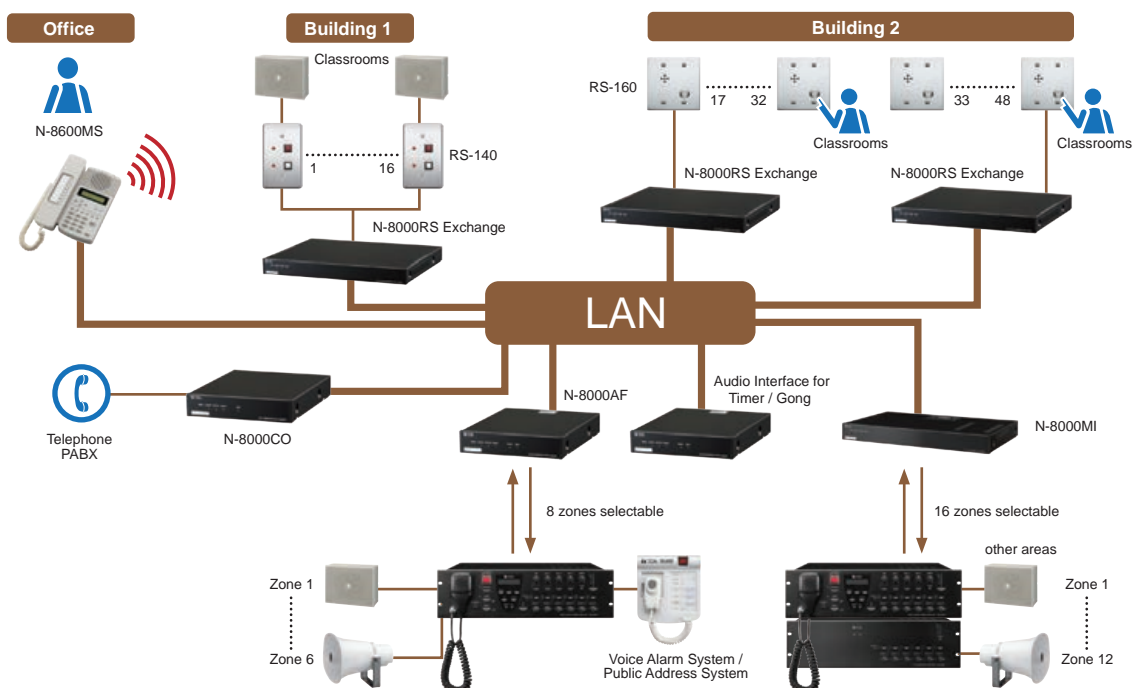 Office
Building 1
Building 2
Classrooms
N-8600MS
RS-160
17
32
33
48
Classrooms
Classrooms
1
16
RS-140
N-8000RS Exchange
N-8000RS Exchange
N-8000RS Exchange
LAN
Telephone
PABX
N-8000CO
N-8000AF
Audio Interface for
Timer / Gong
N-8000MI
8 zones selectable
16 zones selectable
other areas
Zone 1
Zone 6
Voice Alarm System /
Public Address System
Zone 1
Zone 12